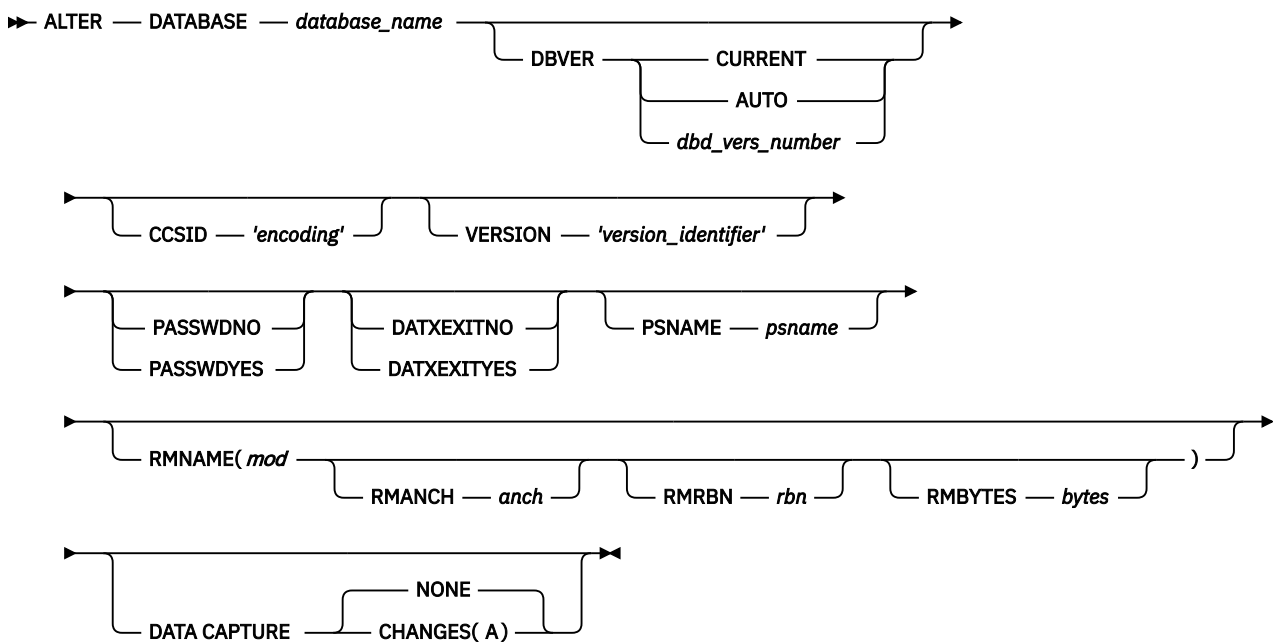 ALTER DATABASE database_name
DBVER CURRENT
AUTO
dbd_vers_number
CCSID 'encoding' VERSION 'version_identifier'
PASSWDNO DATXEXITNO PSNAME psname
PASSWDYES DATXEXITYES
RMNAME( mod )
RMANCH anch RMRBN rbn RMBYTES bytes
NONE
DATA CAPTURE CHANGES( A )